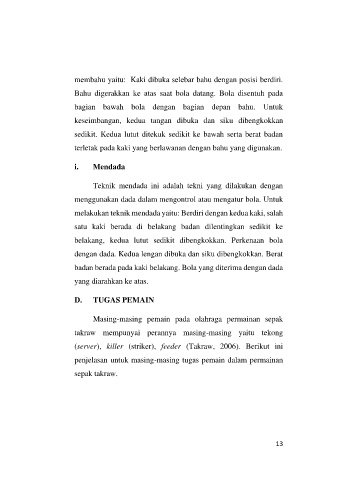 membahu yaitu: Kaki dibuka selebar bahu dengan posisi berdiri.
Bahu digerakkan ke atas saat bola datang. Bola disentuh pada
bagian bawah bola dengan bagian depan bahu. Untuk
keseimbangan, kedua tangan dibuka dan siku dibengkokkan
sedikit. Kedua lutut ditekuk sedikit ke bawah serta berat badan
terletak pada kaki yang berlawanan dengan bahu yang digunakan.
i. Mendada
Teknik mendada ini adalah tekni yang dilakukan dengan
menggunakan dada dalam mengontrol atau mengatur bola. Untuk
melakukan teknik mendada yaitu: Berdiri dengan kedua kaki, salah
satu kaki berada di belakang badan dilentingkan sedikit ke
belakang, kedua lutut sedikit dibengkokkan. Perkenaan bola
dengan dada. Kedua lengan dibuka dan siku dibengkokkan. Berat
badan berada pada kaki belakang. Bola yang diterima dengan dada
yang diarahkan ke atas.
D. TUGAS PEMAIN
Masing-masing pemain pada olahraga permainan sepak
takraw mempunyai perannya masing-masing yaitu tekong
(server), killer (striker), feeder (Takraw, 2006). Berikut ini
penjelasan untuk masing-masing tugas pemain dalam permainan
sepak takraw.
13